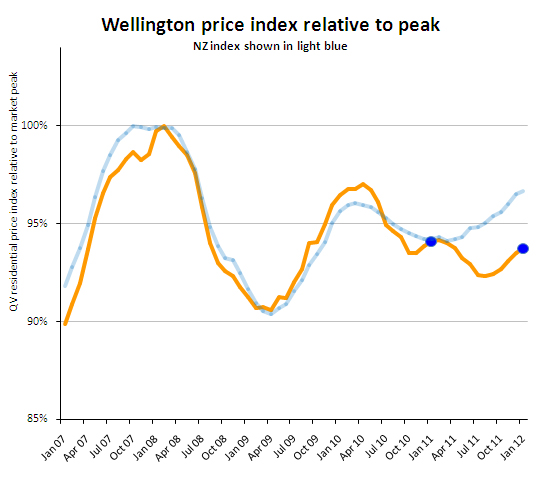 Wellington price index relative to peak
NZ index shown in light blue
QV residential price index relative to market peak
100%
95%
90%
85%
Jan 07
Apr 07
Jul 07
Oct 07
Jan 08
Apr 08
Jul 08
Oct 08
Jan 09
Apr 09
Jul 09
Oct 09
Jan 10
Apr 10
Jul 10
Oct 10
Jan 11
Apr 11
Jul 11
Oct 11
Jan 12